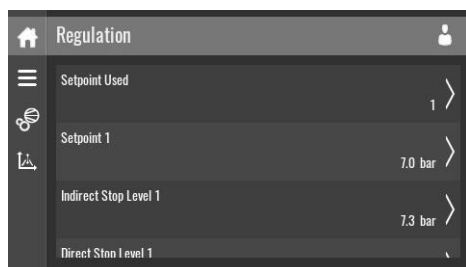 Regulation
Setpoint Used
1
Setpoint 1
7.0 bar
Indirect Stop Level 1
7.3 bar
Direct Stop Level 1